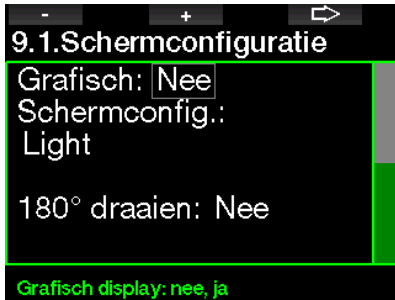 - +
9.1.Schermconfiguratie
Grafisch: Nee
Schermconfig.:
Light
180° draaien: Nee
Grafisch display: nee, ja